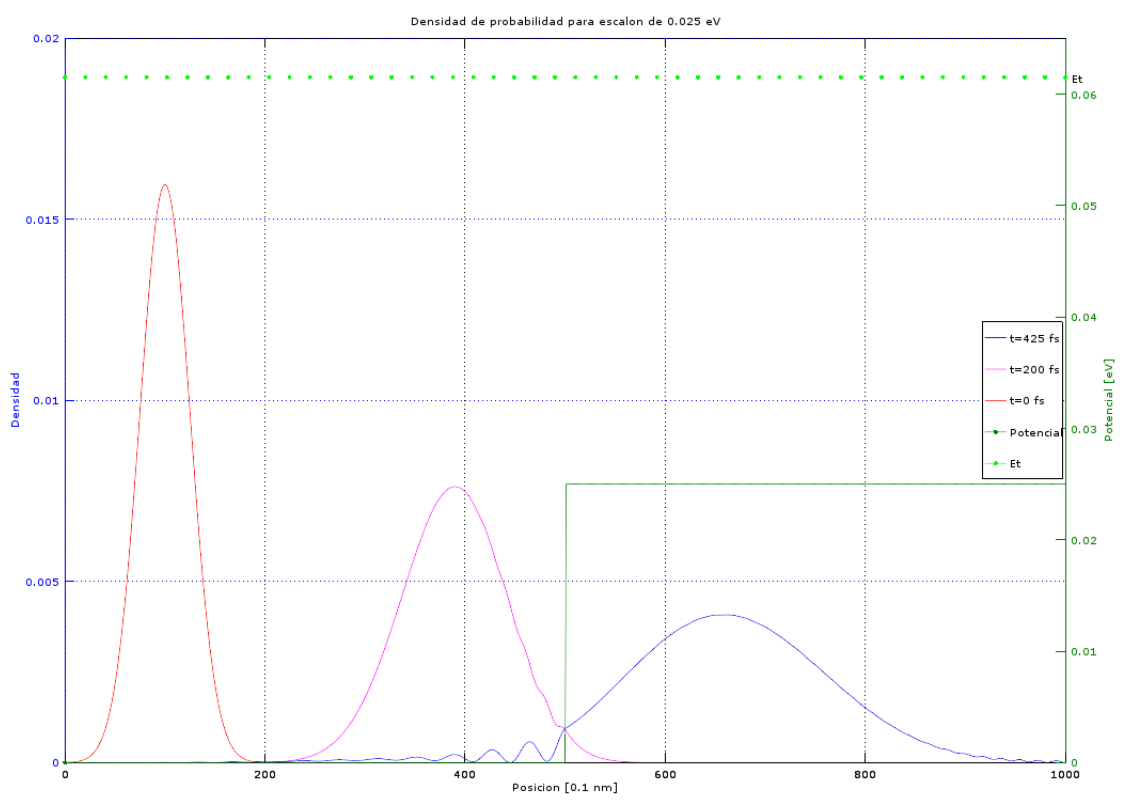 Densidad de probabilidad para escalon de 0.025 eV
0.02
0.015
0.01
0.005
0
Densidad
Et
0.06
0.05
0.04
0.03
0.02
0.01
0
Potencial [eV]
t=425 fs
t=200 fs
t=0 fs
Potencial
Et
0
200
400
600
800
1000
Posicion [0.1 nm]